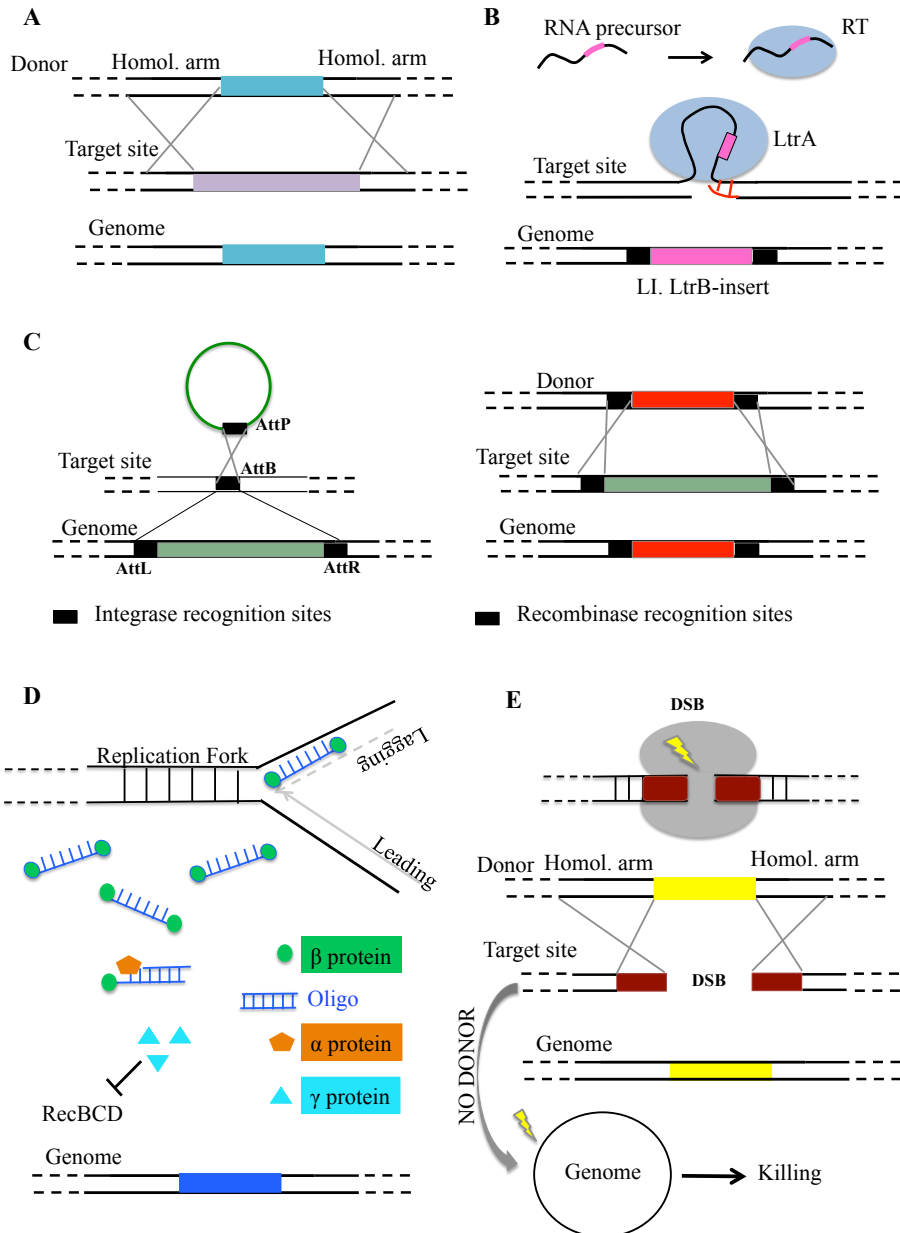 A
Donor
Homol. arm
Homol. arm
Target site
Genome
B
RNA precursor
RT
LtrA
Target site
Genome
LI. LtrB-insert
C
AttP
Target site
AttB
Genome
AttL
AttR
Integrase recognition sites
Donor
Target site
Genome
Recombinase recognition sites
D
Replication Fork
Lagging
Leading
β protein
Oligo
α protein
γ protein
RecBCD
Genome
E
DSB
Donor
Homol. arm
Homol. arm
Target site
DSB
NO DONOR
Genome
Genome
Killing